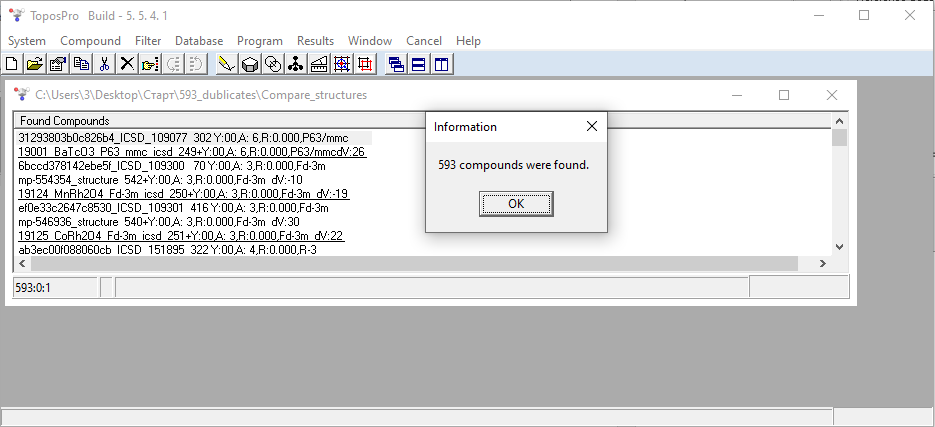 ToposPro   Build - 5. 5. 4. 1
System   Compound   Filter   Database   Program   Results   Window   Cancel   Help
C:\Users\3\Desktop\Старт\593_dublicates\Compare_structures
Found Compounds
31293803b0c826b4_ICSD_109077  302 Y:00,A: 6,R:0.000,P63/mmc
19001_BaTcO3_P63_mmc_icsd_249+Y:00,A: 6,R:0.000,P63/mmcdV:26
6bccd378142ebe5f_ICSD_109300   70 Y:00,A: 3,R:0.000,Fd-3m
mp-554354_structure  542+Y:00,A: 3,R:0.000,Fd-3m  dV:-10
19124_MnRh2O4_Fd-3m_icsd_250+Y:00,A: 3,R:0.000,Fd-3m  dV:-19
ef0e33c2647c8530_ICSD_109301  416 Y:00,A: 3,R:0.000,Fd-3m
mp-546936_structure  540+Y:00,A: 3,R:0.000,Fd-3m  dV:30
19125_CoRh2O4_Fd-3m_icsd_251+Y:00,A: 3,R:0.000,Fd-3m  dV:22
ab3ec00f088060cb_ICSD_151895  322 Y:00,A: 4,R:0.000,R-3
593:0:1
Information
593 compounds were found.
OK